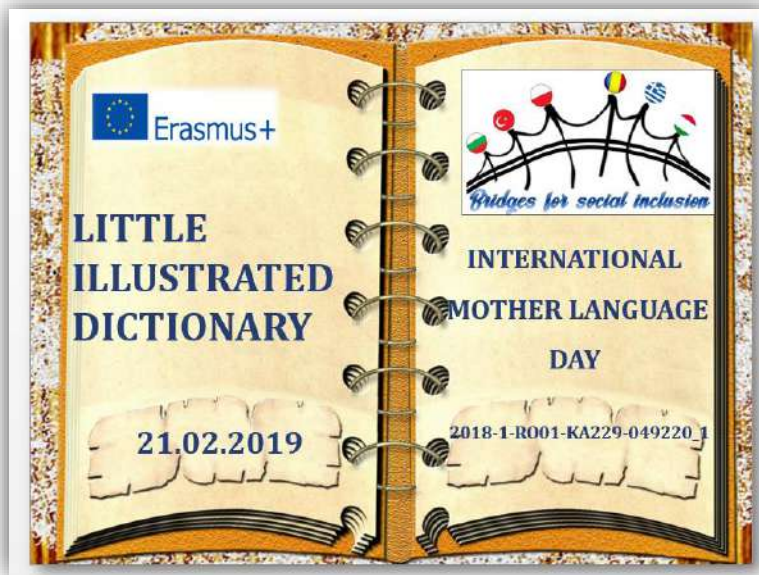 Erasmus+
LITTLE
ILLUSTRATED
DICTIONARY
21.02.2019
Bridges for social inclusion
INTERNATIONAL
MOTHER LANGUAGE
DAY
2018-1-RO01-KA229-049220_1